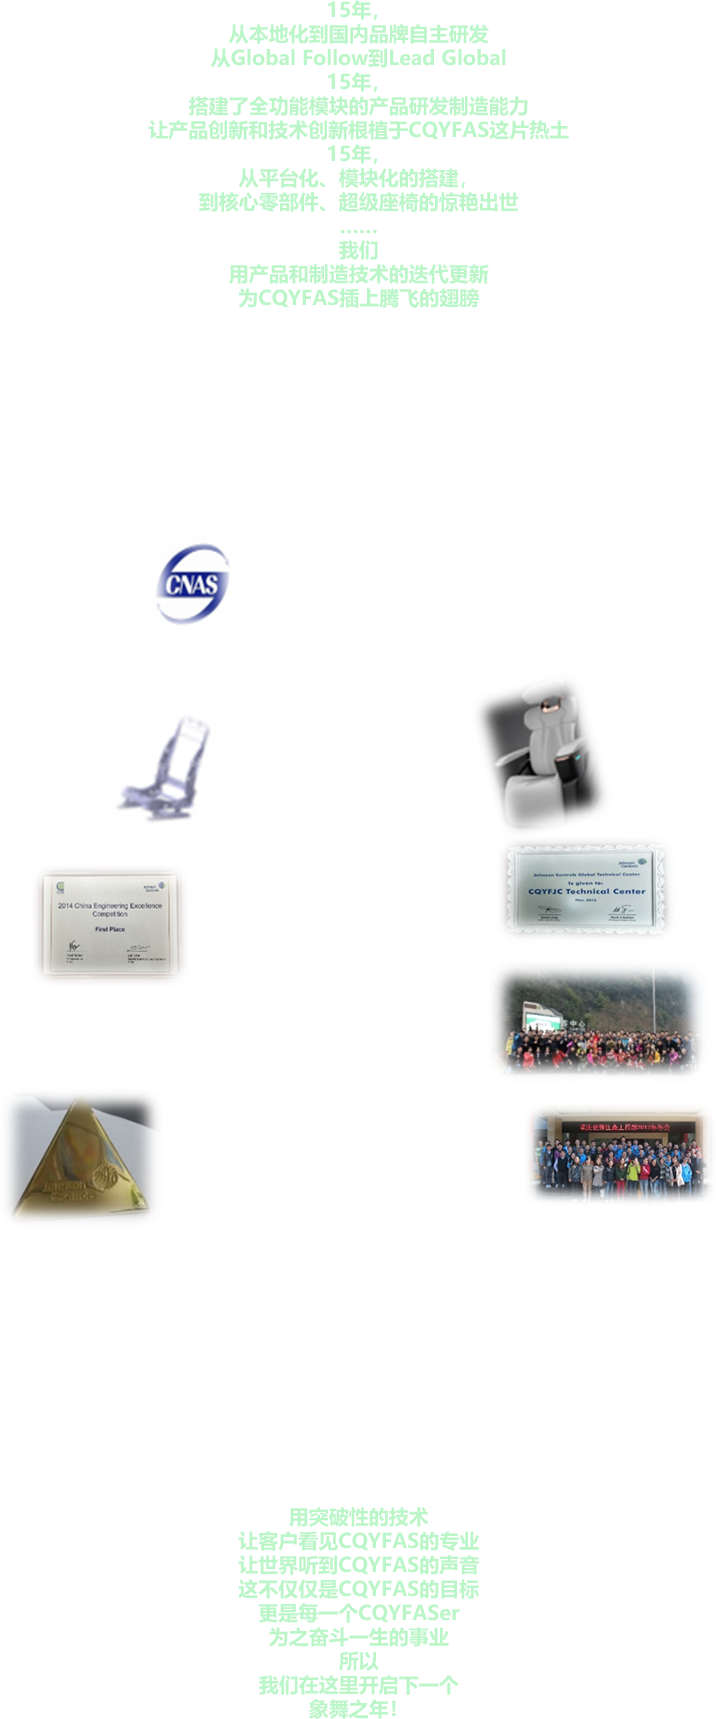 15年，
从本地化到国内品牌自主研发
从Global Follow到Lead Global
15年，
搭建了全功能模块的产品研发制造能力
让产品创新和技术创新根植于CQYFAS这片热土
15年，
从平台化、模块化的搭建，
到核心零部件、超级座椅的惊艳出世
……
我们
用产品和制造技术的迭代更新
为CQYFAS插上腾飞的翅膀
CNAS
Johnson Controls
Johnson Controls Global Technical Center
Is given to:
CQYFJC Technical Center
2014 China Engineering Excellence
Competition
First Place
Johnson
Controls
用突破性的技术
让客户看见CQYFAS的专业
让世界听到CQYFAS的声音
这不仅仅是CQYFAS的目标
更是每一个CQYFASer
为之奋斗一生的事业
所以
我们在这里开启下一个
象舞之年！